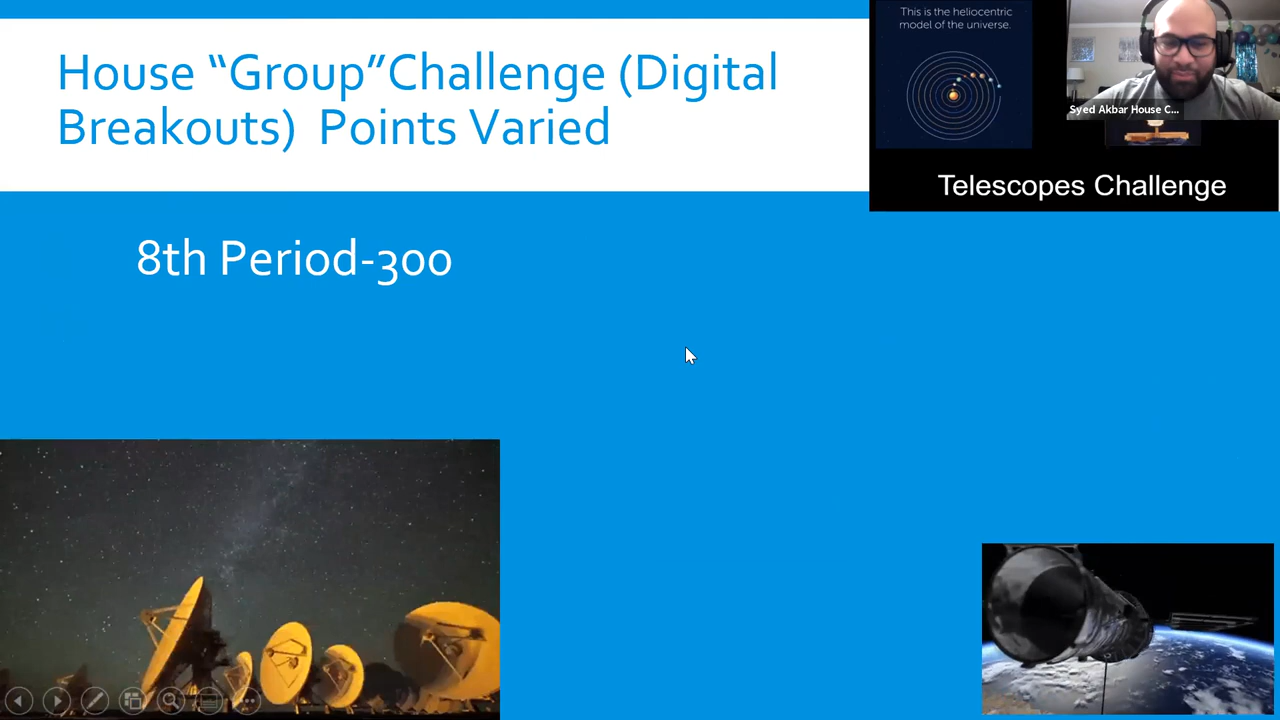 House “Group”Challenge (Digital
Breakouts) Points Varied
This is the heliocentric
model of the universe.
Syed Akbar House C...
Telescopes Challenge
8th Period-300